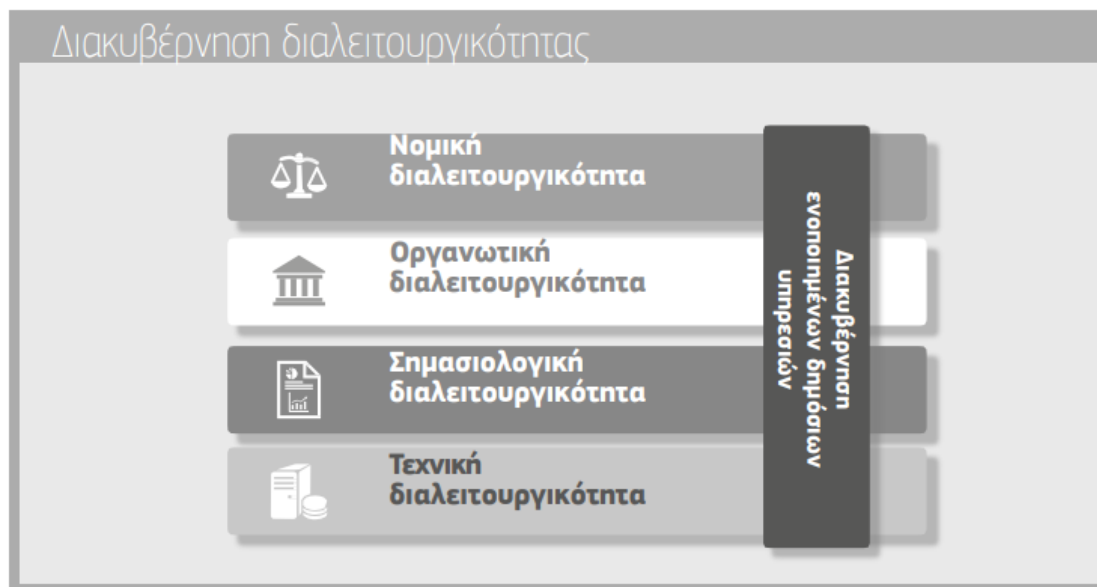 Διακυβέρνηση διαλειτουργικότητας
Νομική
διαλειτουργικότητα
Οργανωτική
διαλειτουργικότητα
Σημασιολογική
διαλειτουργικότητα
Τεχνική
διαλειτουργικότητα
Διακυβέρνηση
ενοποιημένων δημόσιων
υπηρεσιών